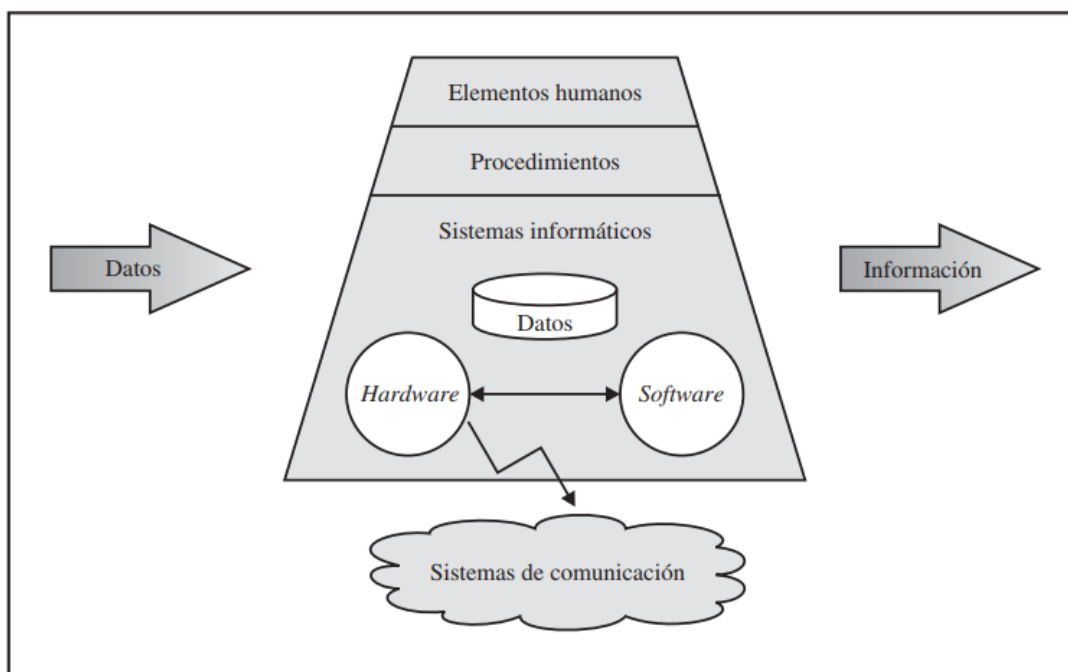 Elementos humanos
Procedimientos
Sistemas informáticos
Datos
Datos
Información
Hardware
Software
Sistemas de comunicación